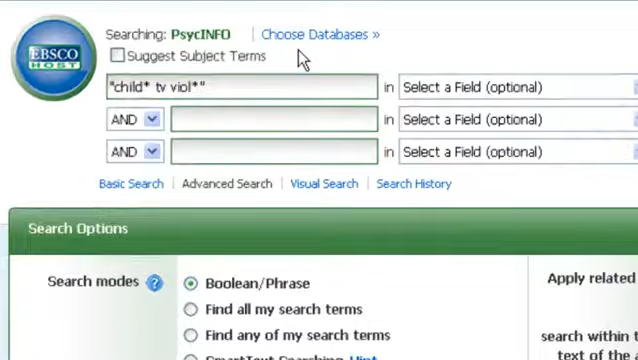 Searching: PsycINFO | Choose Databases »
EBSCO
HOST
Suggest Subject Terms
"child* tv viol*" in Select a Field (optional)
AND in Select a Field (optional)
AND in Select a Field (optional)
Basic Search | Advanced Search | Visual Search | Search History
Search Options
Search modes ? Boolean/Phrase
Apply related
Find all my search terms
Find any of my search terms
search within
SmartText Searching Hint
text of the